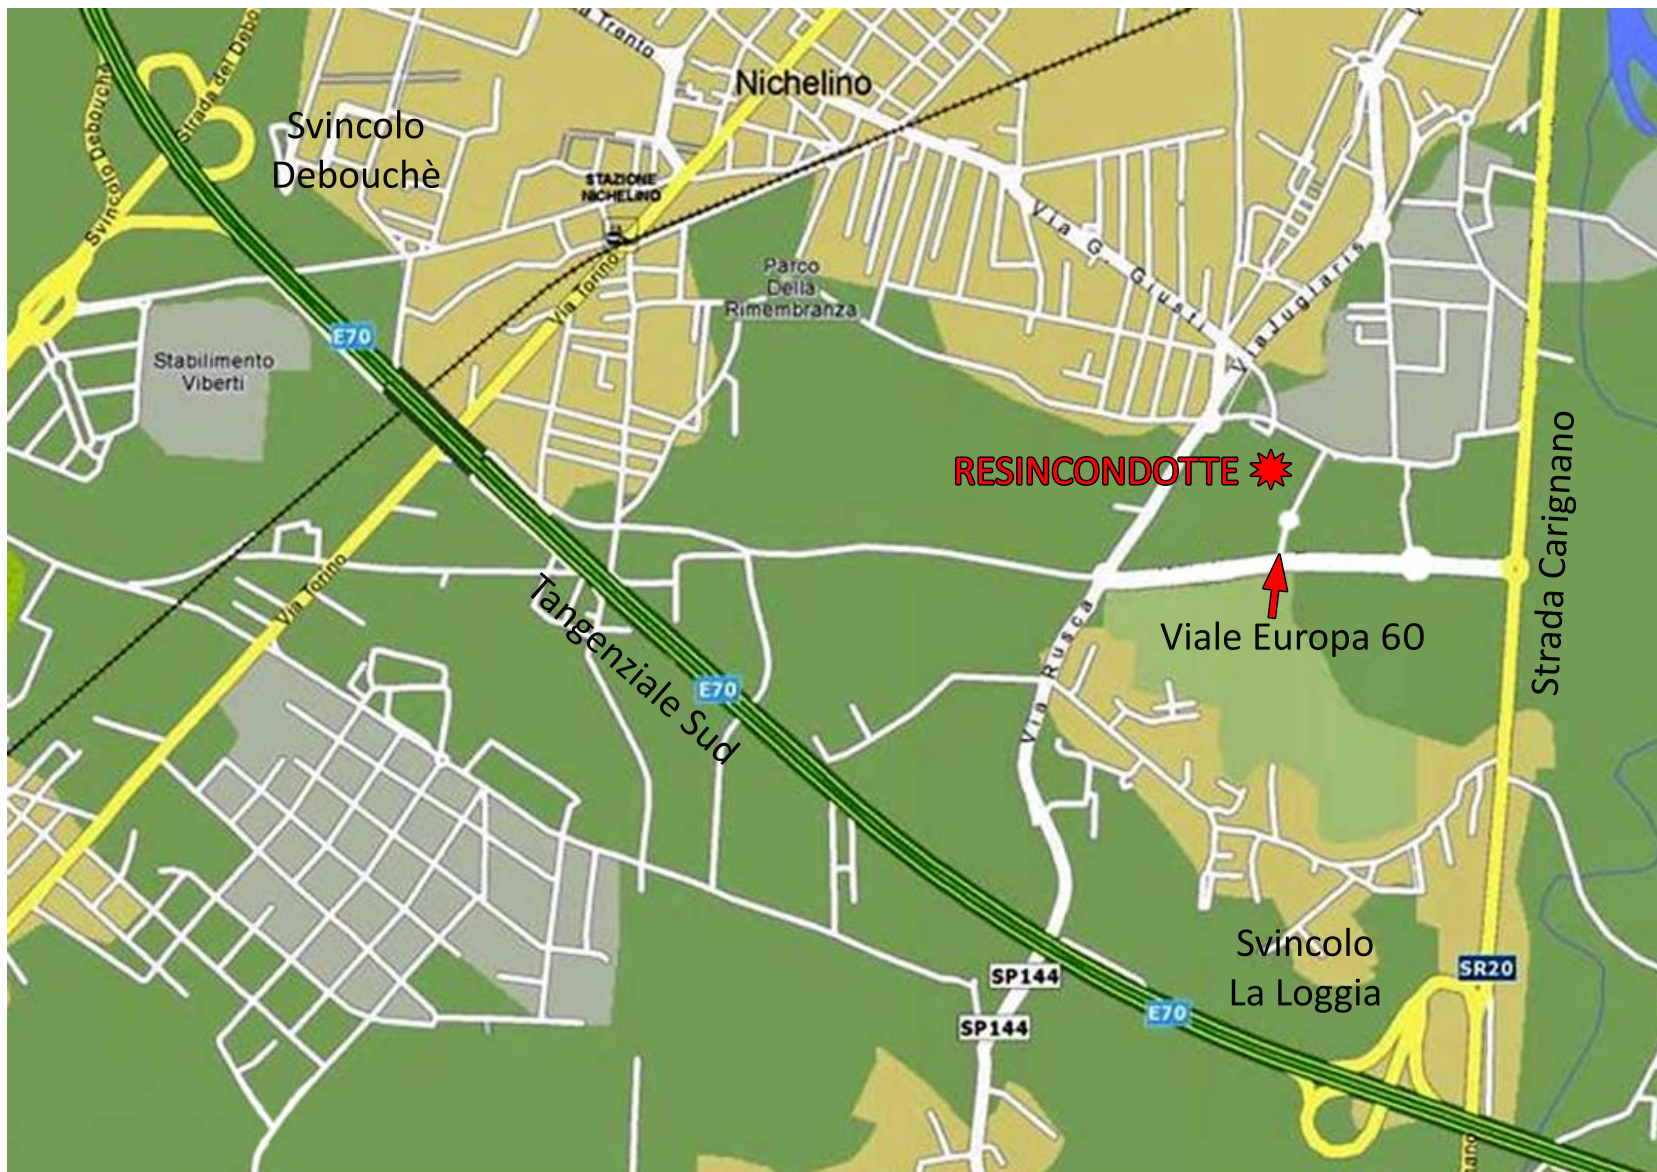 Trento
Strada del Debo
Nichelino
Svincolo Debouchè
Svincolo
Debouchè
STAZIONE
NICHELINO
Via G. Giusti
Via Jugiaris
Parco
Della
Rimembranza
Via Torino
E70
Stabilimento
Viberti
RESINCONDOTTE
Strada Carignano
Via Torino
Tangenziale Sud
Via Rusca
Viale Europa 60
E70
Svincolo
La Loggia
SR20
SP144
E70
SP144